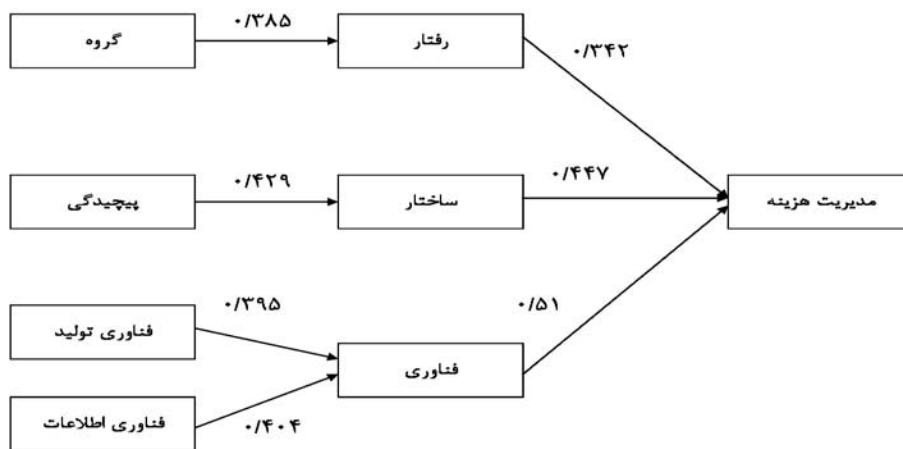 گروه
۰/۳۸۵
رفتار
۰/۳۴۲
پیچیدگی
۰/۴۲۹
ساختار
۰/۴۴۷
مدیریت هزینه
فناوری تولید
۰/۳۹۵
فناوری
۰/۵۱
فناوری اطلاعات
۰/۴۰۴